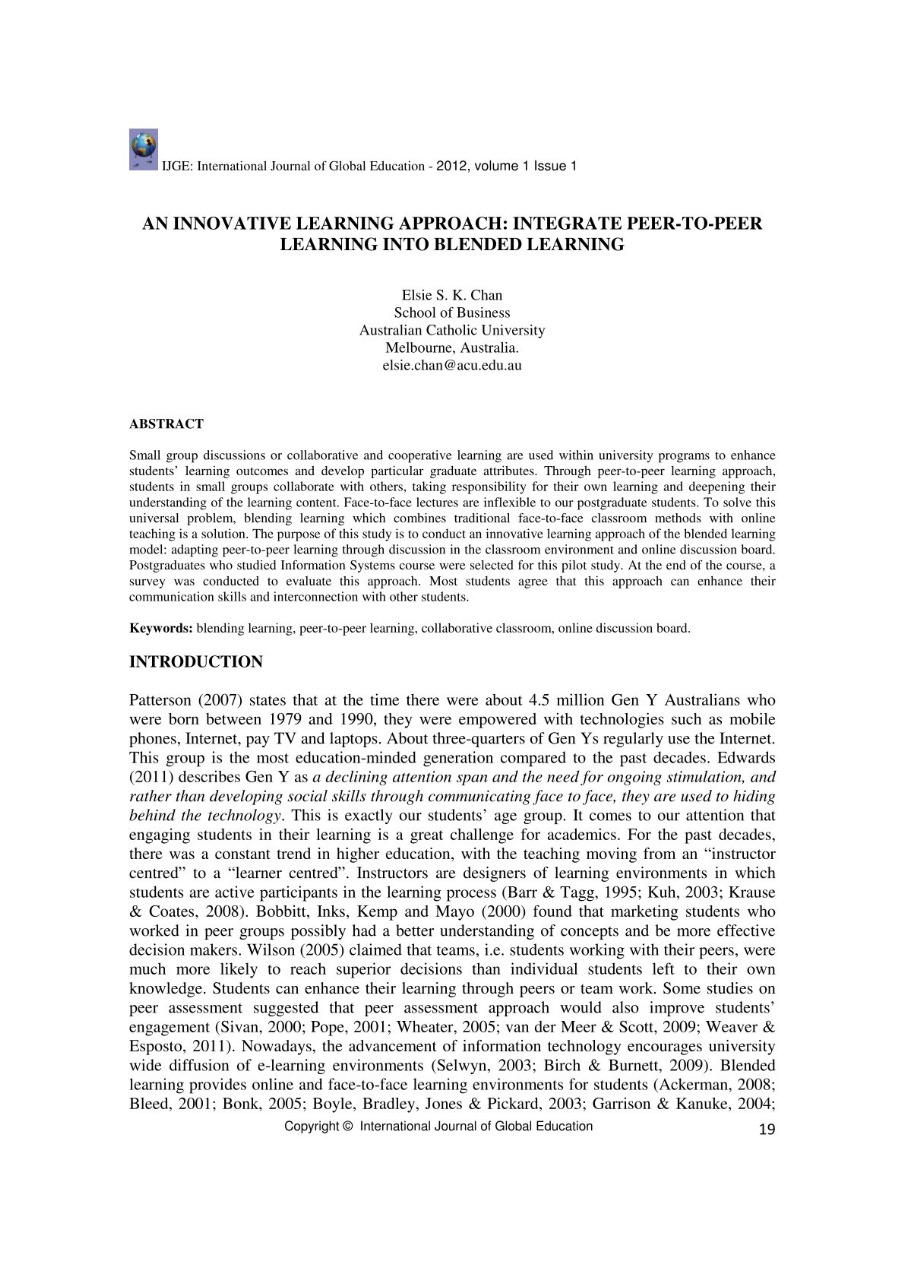 IJGE: International Journal of Global Education - 2012, volume 1 Issue 1
AN INNOVATIVE LEARNING APPROACH: INTEGRATE PEER-TO-PEER
LEARNING INTO BLENDED LEARNING
Elsie S. K. Chan
School of Business
Australian Catholic University
Melbourne, Australia.
elsie.chan@acu.edu.au
ABSTRACT
Small group discussions or collaborative and cooperative learning are used within university programs to enhance
students’ learning outcomes and develop particular graduate attributes. Through peer-to-peer learning approach,
students in small groups collaborate with others, taking responsibility for their own learning and deepening their
understanding of the learning content. Face-to-face lectures are inflexible to our postgraduate students. To solve this
universal problem, blending learning which combines traditional face-to-face classroom methods with online
teaching is a solution. The purpose of this study is to conduct an innovative learning approach of the blended learning
model: adapting peer-to-peer learning through discussion in the classroom environment and online discussion board.
Postgraduates who studied Information Systems course were selected for this pilot study. At the end of the course, a
survey was conducted to evaluate this approach. Most students agree that this approach can enhance their
communication skills and interconnection with other students.
Keywords: blending learning, peer-to-peer learning, collaborative classroom, online discussion board.
INTRODUCTION
Patterson (2007) states that at the time there were about 4.5 million Gen Y Australians who
were born between 1979 and 1990, they were empowered with technologies such as mobile
phones, Internet, pay TV and laptops. About three-quarters of Gen Ys regularly use the Internet.
This group is the most education-minded generation compared to the past decades. Edwards
(2011) describes Gen Y as a declining attention span and the need for ongoing stimulation, and
rather than developing social skills through communicating face to face, they are used to hiding
behind the technology. This is exactly our students’ age group. It comes to our attention that
engaging students in their learning is a great challenge for academics. For the past decades,
there was a constant trend in higher education, with the teaching moving from an “instructor
centred” to a “learner centred”. Instructors are designers of learning environments in which
students are active participants in the learning process (Barr & Tagg, 1995; Kuh, 2003; Krause
& Coates, 2008). Bobbitt, Inks, Kemp and Mayo (2000) found that marketing students who
worked in peer groups possibly had a better understanding of concepts and be more effective
decision makers. Wilson (2005) claimed that teams, i.e. students working with their peers, were
much more likely to reach superior decisions than individual students left to their own
knowledge. Students can enhance their learning through peers or team work. Some studies on
peer assessment suggested that peer assessment approach would also improve students’
engagement (Sivan, 2000; Pope, 2001; Wheater, 2005; van der Meer & Scott, 2009; Weaver &
Esposto, 2011). Nowadays, the advancement of information technology encourages university
wide diffusion of e-learning environments (Selwyn, 2003; Birch & Burnett, 2009). Blended
learning provides online and face-to-face learning environments for students (Ackerman, 2008;
Bleed, 2001; Bonk, 2005; Boyle, Bradley, Jones & Pickard, 2003; Garrison & Kanuke, 2004;
Copyright © International Journal of Global Education
19